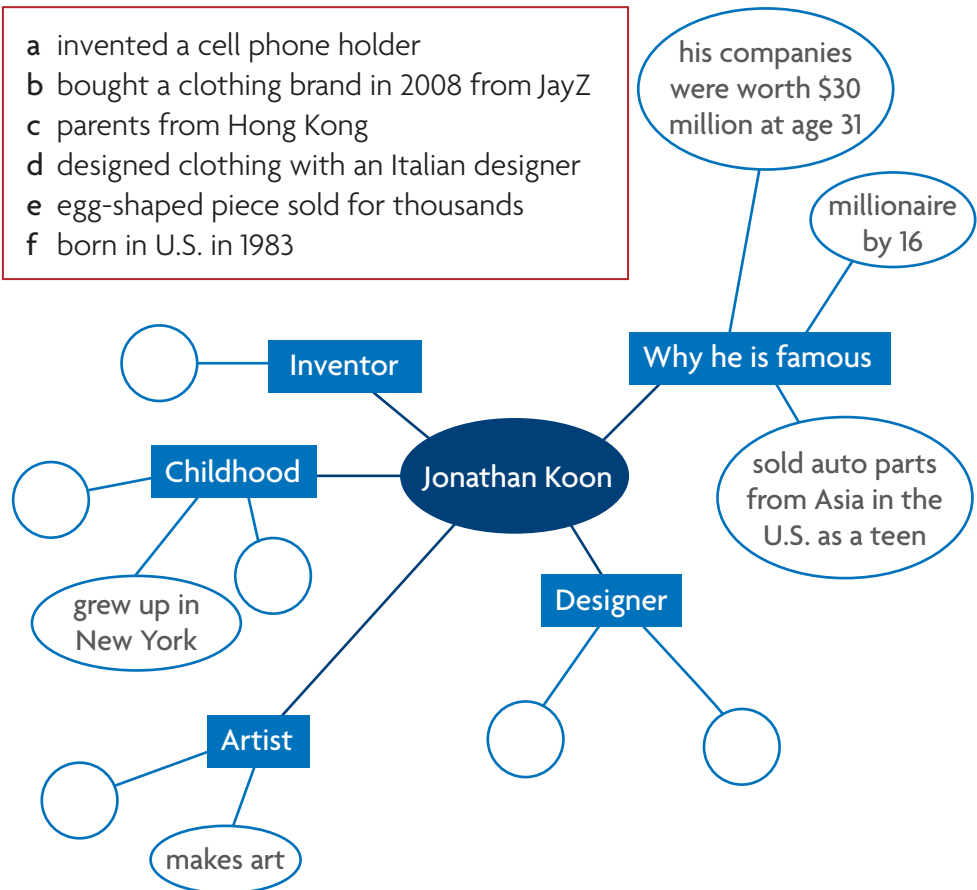 a invented a cell phone holder
b bought a clothing brand in 2008 from JayZ
c parents from Hong Kong
d designed clothing with an Italian designer
e egg-shaped piece sold for thousands
f born in U.S. in 1983
his companies
were worth $30
million at age 31
millionaire
by 16
Inventor
Why he is famous
Childhood
Jonathan Koon
sold auto parts
from Asia in the
U.S. as a teen
grew up in
New York
Designer
Artist
makes art